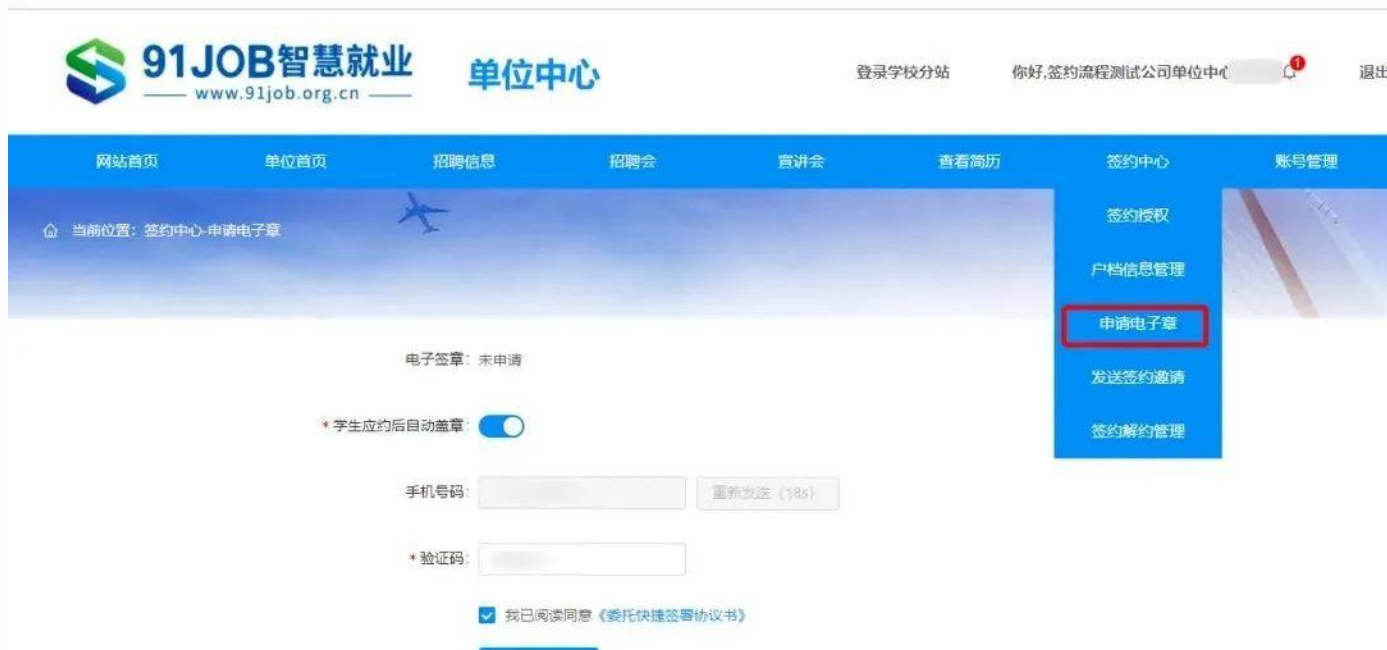 91JOB智慧就业
www.91job.org.cn
单位中心
登录学校分站
你好,签约流程测试公司单位中心
1
退出
网站首页
单位首页
招聘信息
招聘会
宣讲会
查看简历
签约中心
账号管理
签约授权
户档信息管理
申请电子章
发送签约邀请
签约解约管理
当前位置：签约中心-申请电子章
电子签章：未申请
*学生应约后自动盖章：
手机号码：
重新发送（18s）
*验证码：
我已阅读同意《委托快捷签署协议书》